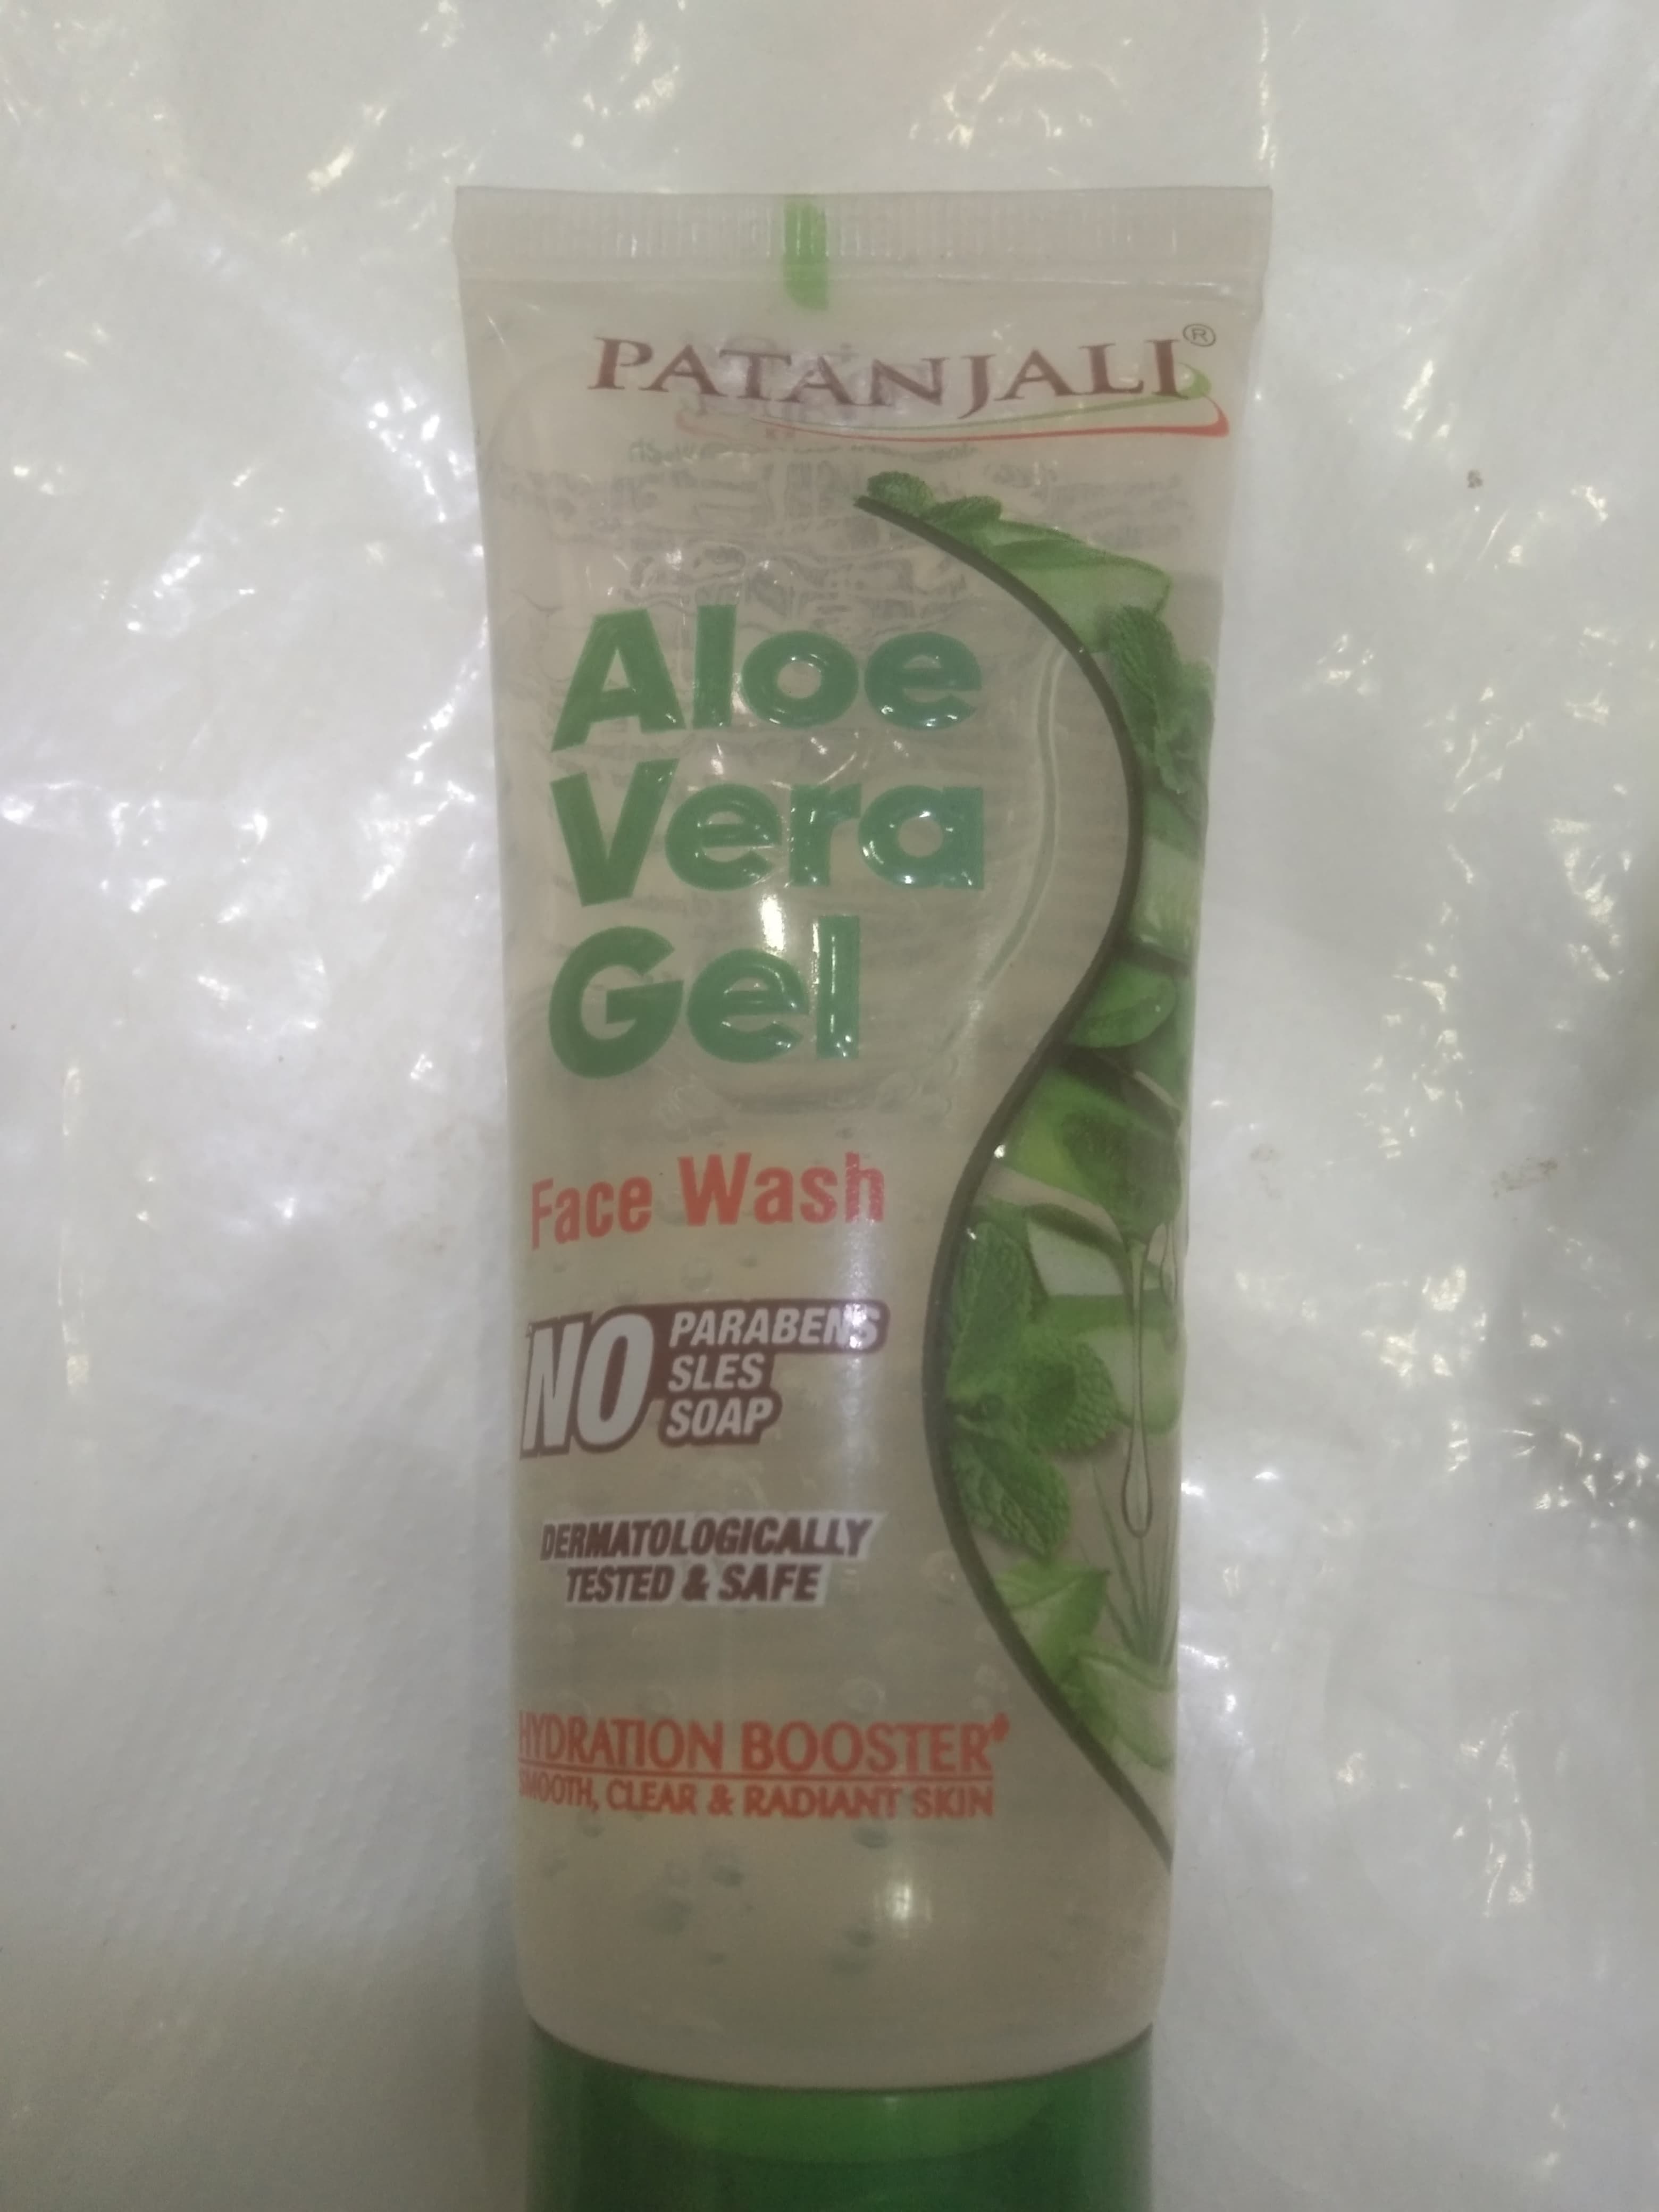 PATANJALI®
Aloe
Vera
Gel
Face Wash
NO PARABENS
SLES
SOAP
DERMATOLOGICALLY
TESTED & SAFE
HYDRATION BOOSTER*
SMOOTH, CLEAR & RADIANT SKIN